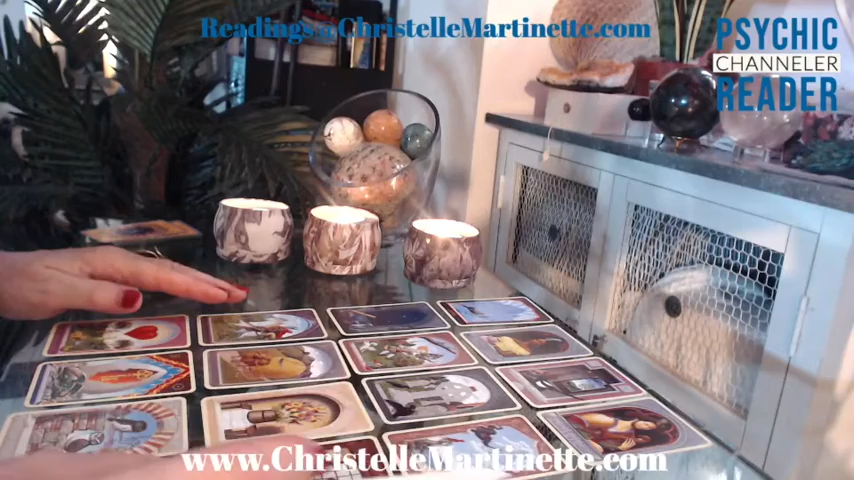 Readings@ChristelleMartinette.com
PSYCHIC
CHANNELER
READER
www.ChristelleMartinette.com